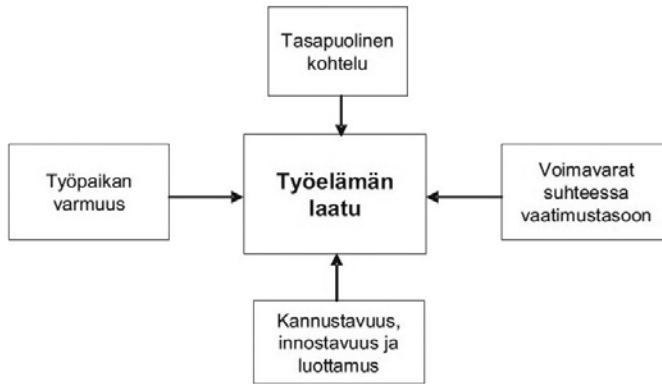 Tasapuolinen
kohtelu
Työpaikan
varmuus
Työelämän
laatu
Voimavarat
suhteessa
vaatimustasoon
Kannustavuus,
innostavuus ja
luottamus